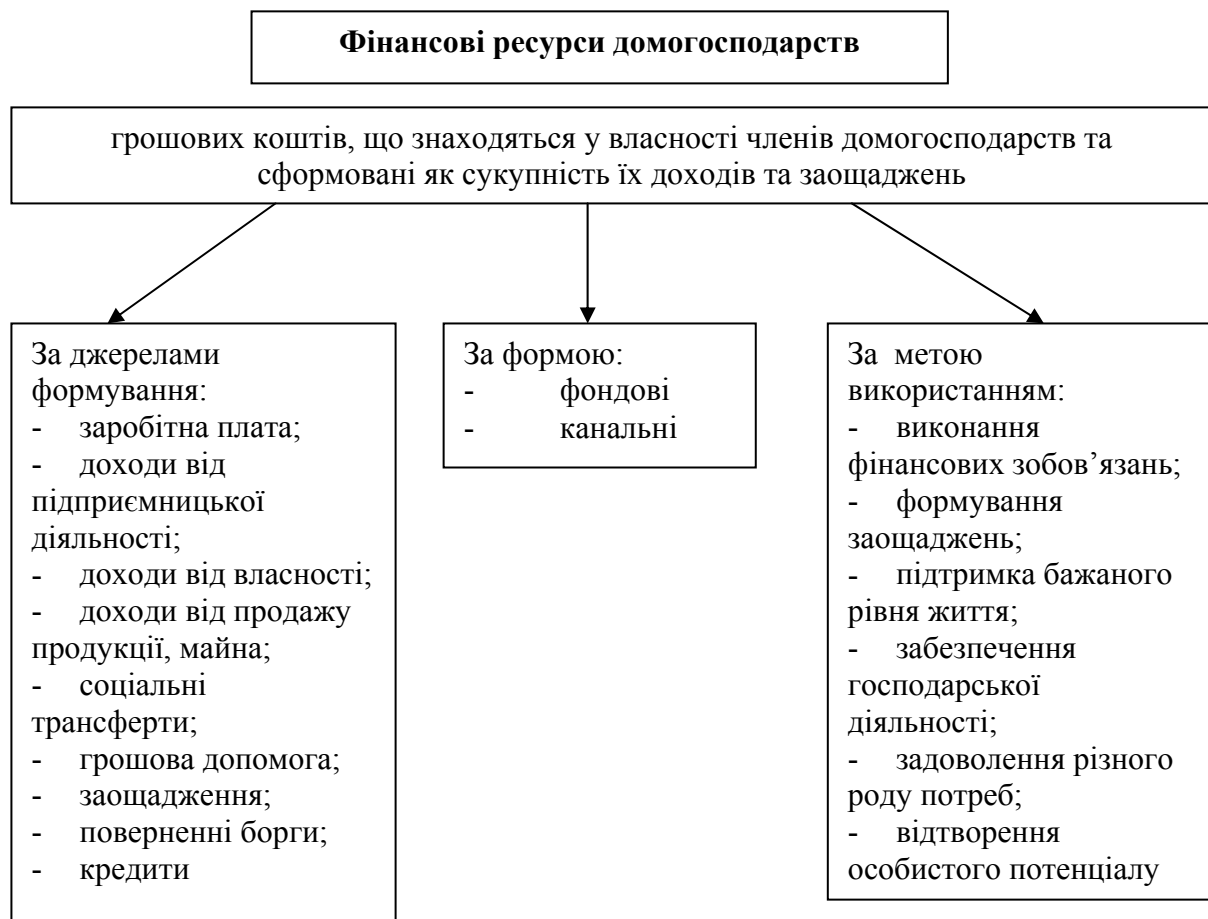 Фінансові ресурси домогосподарств
грошових коштів, що знаходяться у власності членів домогосподарств та
сформовані як сукупність їх доходів та заощаджень
За джерелами
формування:
- заробітна плата;
- доходи від
підприємницької
діяльності;
- доходи від власності;
- доходи від продажу
продукції, майна;
- соціальні
трансферти;
- грошова допомога;
- заощадження;
- поверненні борги;
- кредити
За формою:
- фондові
- канальні
За метою
використанням:
- виконання
фінансових зобов’язань;
- формування
заощаджень;
- підтримка бажаного
рівня життя;
- забезпечення
господарської
діяльності;
- задоволення різного
роду потреб;
- відтворення
особистого потенціалу